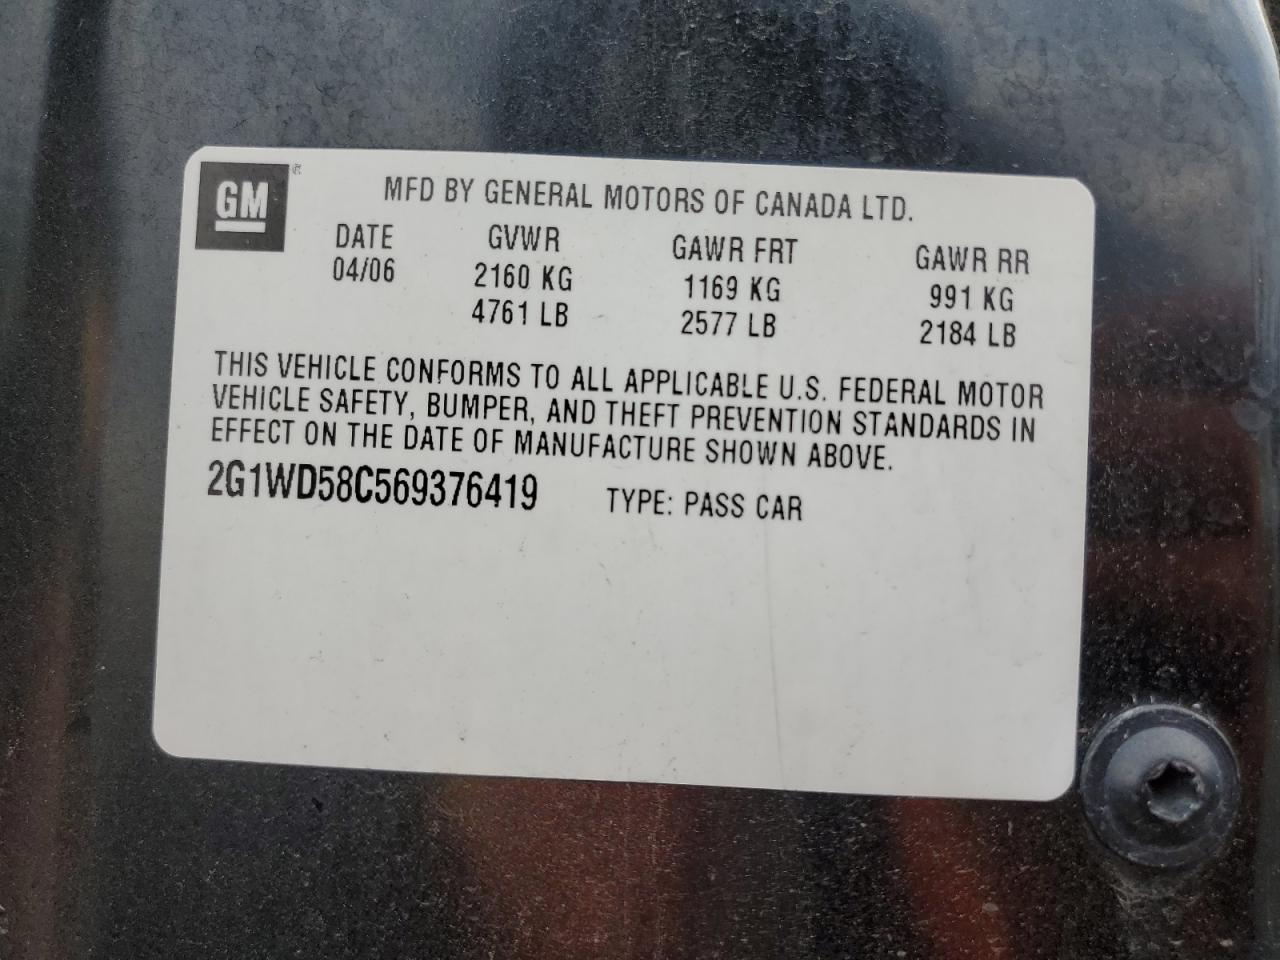 GM
MFD BY GENERAL MOTORS OF CANADA LTD.
DATE GVWR GAWR FRT GAWR RR
04/06 2160 KG 1169 KG 991 KG
4761 LB 2577 LB 2184 LB
THIS VEHICLE CONFORMS TO ALL APPLICABLE U.S. FEDERAL MOTOR
VEHICLE SAFETY, BUMPER, AND THEFT PREVENTION STANDARDS IN
EFFECT ON THE DATE OF MANUFACTURE SHOWN ABOVE.
2G1WD58C569376419 TYPE: PASS CAR